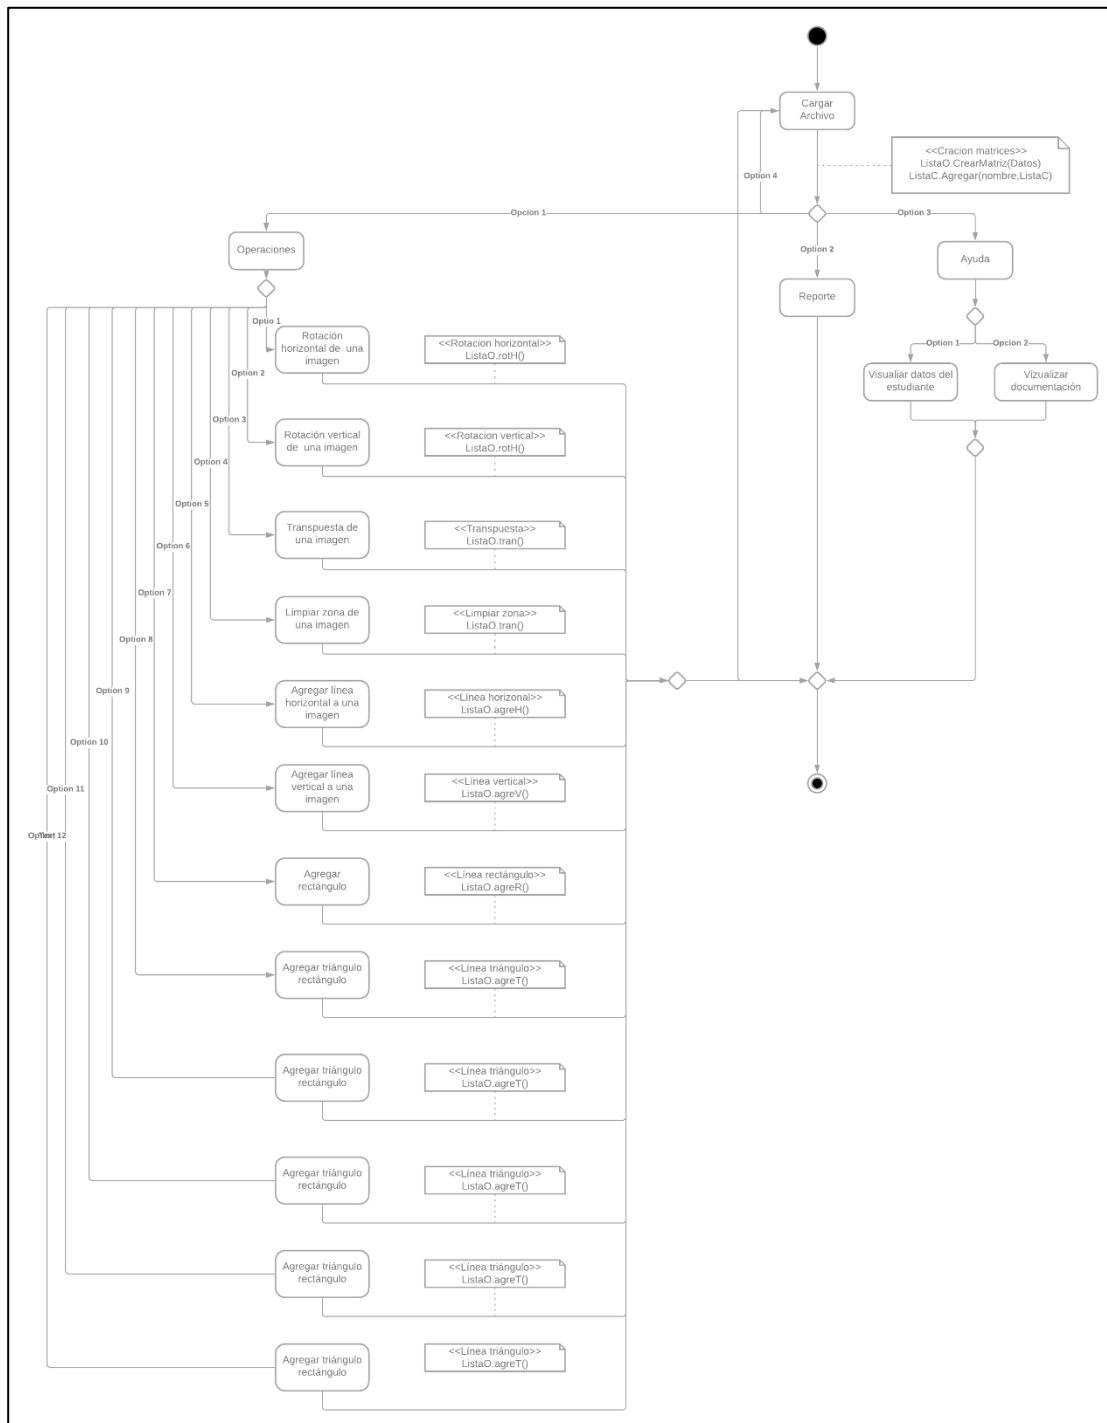 Cargar
Archivo
<<Cracion matrices>>
ListaO.CrearMatriz(Datos)
ListaC.Agregar(nombre,ListaC)
Option 4
Opcion 1
Option 3
Operaciones
Option 2
Ayuda
Reporte
Optio 1
Rotación
horizontal de una
imagen
<<Rotacion horizontal>>
ListaO.rotH()
Option 1
Opcion 2
Visualiar datos del
estudiante
Vizualizar
documentación
Option 2
Option 3
Rotación vertical
de una imagen
<<Rotacion vertical>>
ListaO.rotH()
Option 4
Option 5
Transpuesta de
una imagen
<<Transpuesta>>
ListaO.tran()
Option 6
Option 7
Limpiar zona de
una imagen
<<Limpiar zona>>
ListaO.tran()
Option 8
Option 9
Agregar línea
horizontal a una
imagen
<<Línea horizonal>>
ListaO.agreH()
Option 10
Agregar línea
vertical a una
imagen
<<Línea vertical>>
ListaO.agreV()
Option 11
12
Agregar
rectángulo
<<Línea rectángulo>>
ListaO.agreR()
Agregar triángulo
rectángulo
<<Línea triángulo>>
ListaO.agreT()
Agregar triángulo
rectángulo
<<Línea triángulo>>
ListaO.agreT()
Agregar triángulo
rectángulo
<<Línea triángulo>>
ListaO.agreT()
Agregar triángulo
rectángulo
<<Línea triángulo>>
ListaO.agreT()
Agregar triángulo
rectángulo
<<Línea triángulo>>
ListaO.agreT()